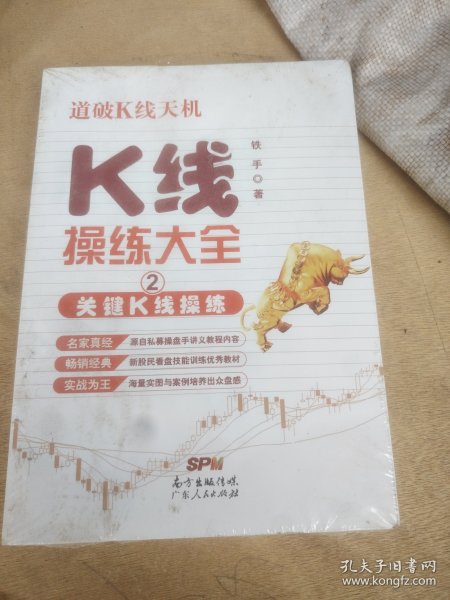 道破K线天机
铁手◎著
K线
操练大全
②
关键K线操练
名家真经 源自私募操盘手讲义教程内容
畅销经典 新股民看盘技能训练优秀教材
实战为王 海量实图与案例培养出众盘感
SPM
南方出版传媒
广东人民出版社
孔夫子旧书网
www.kongfz.com